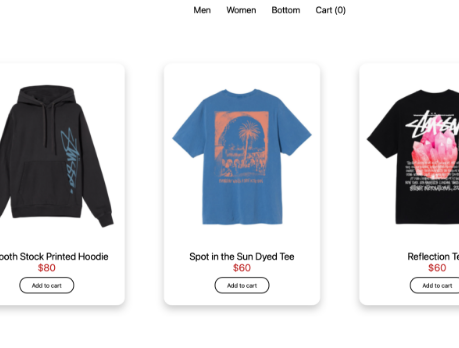 Men Women Bottom Cart (0)
ooth Stock Printed Hoodie
$80
Add to cart
Spot in the Sun Dyed Tee
$60
Add to cart
Reflection Te
$60
Add to cart